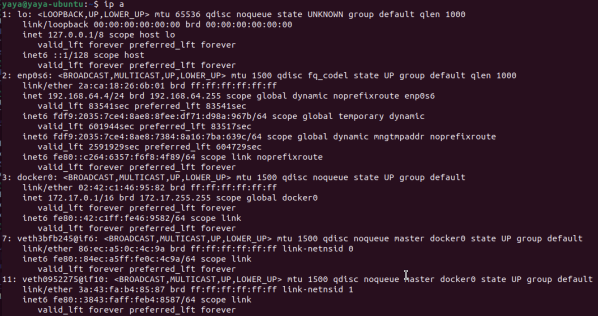 yaya@yaya-ubuntu:~$ ip a
1: lo: <LOOPBACK,UP,LOWER_UP> mtu 65536 qdisc noqueue state UNKNOWN group default qlen 1000
link/loopback 00:00:00:00:00:00 brd 00:00:00:00:00:00
inet 127.0.0.1/8 scope host lo
valid_lft forever preferred_lft forever
inet6 ::1/128 scope host
valid_lft forever preferred_lft forever
2: enp0s6: <BROADCAST,MULTICAST,UP,LOWER_UP> mtu 1500 qdisc fq_codel state UP group default qlen 1000
link/ether 2a:ca:18:26:6b:01 brd ff:ff:ff:ff:ff:ff
inet 192.168.64.4/24 brd 192.168.64.255 scope global dynamic noprefixroute enp0s6
valid_lft 83541sec preferred_lft 83541sec
inet6 fdf9:2035:7ce4:8ae8:8fee:df71:d98a:967b/64 scope global temporary dynamic
valid_lft 601944sec preferred_lft 83517sec
inet6 fdf9:2035:7ce4:8ae8:7384:8a16:7ba:639c/64 scope global dynamic mngtmpaddr noprefixroute
valid_lft 2591929sec preferred_lft 604729sec
inet6 fe80::c264:6357:f6f8:4f89/64 scope link noprefixroute
valid_lft forever preferred_lft forever
3: docker0: <BROADCAST,MULTICAST,UP,LOWER_UP> mtu 1500 qdisc noqueue state UP group default
link/ether 02:42:c1:46:95:82 brd ff:ff:ff:ff:ff:ff
inet 172.17.0.1/16 brd 172.17.255.255 scope global docker0
valid_lft forever preferred_lft forever
inet6 fe80::42:c1ff:fe46:9582/64 scope link
valid_lft forever preferred_lft forever
7: veth3bfb245@if6: <BROADCAST,MULTICAST,UP,LOWER_UP> mtu 1500 qdisc noqueue master docker0 state UP group default
link/ether 86:ec:a5:0c:4c:9a brd ff:ff:ff:ff:ff:ff link-netnsid 0
inet6 fe80::84ec:a5ff:fe0c:4c9a/64 scope link
valid_lft forever preferred_lft forever
11: veth0952275@if10: <BROADCAST,MULTICAST,UP,LOWER_UP> mtu 1500 qdisc noqueue master docker0 state UP group default
link/ether 3a:43:fa:b4:85:87 brd ff:ff:ff:ff:ff:ff link-netnsid 1
inet6 fe80::3843:faff:feb4:8587/64 scope link
valid_lft forever preferred_lft forever